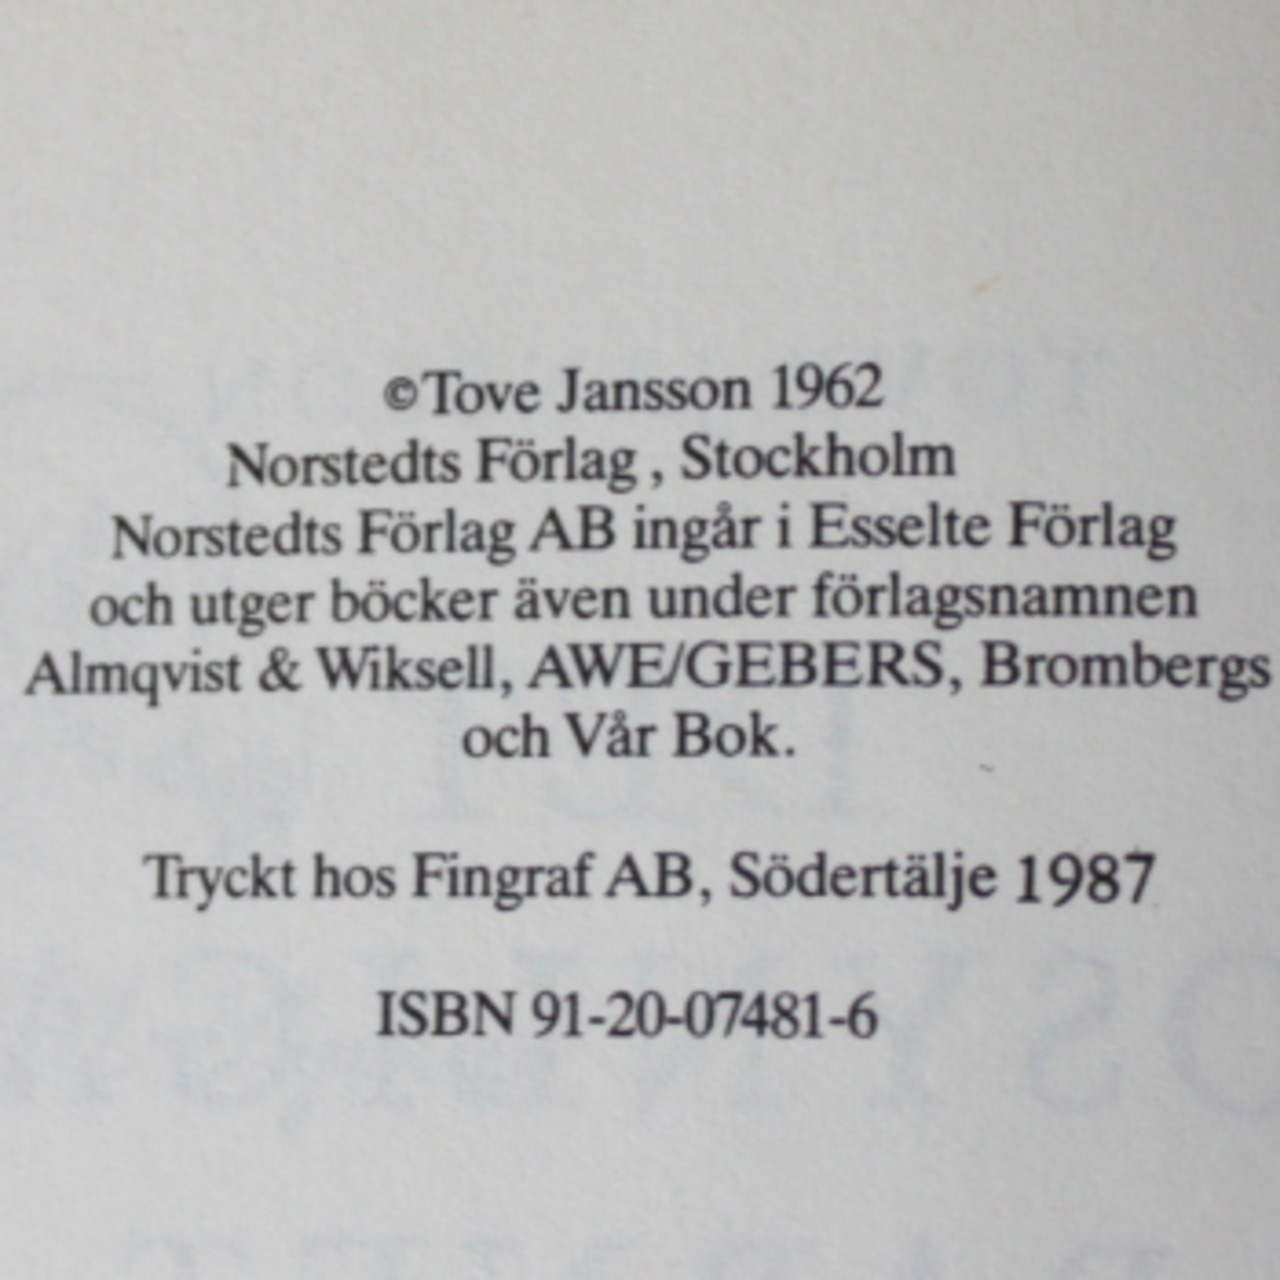 ©Tove Jansson 1962
Norstedts Förlag, Stockholm
Norstedts Förlag AB ingår i Esselte Förlag
och utger böcker även under förlagsnamnen
Almqvist & Wiksell, AWE/GEBERS, Brombergs
och Vår Bok.
Tryckt hos Fingraf AB, Södertälje 1987
ISBN 91-20-07481-6